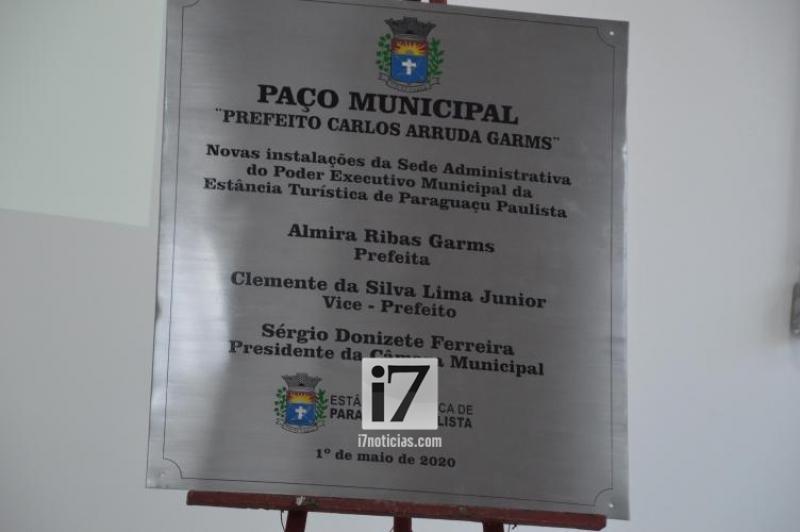 PAÇO MUNICIPAL
¨PREFEITO CARLOS ARRUDA GARMS¨
Novas instalações da Sede Administrativa
do Poder Executivo Municipal da
Estância Turística de Paraguaçu Paulista
Almira Ribas Garms
Prefeita
Clemente da Silva Lima Junior
Vice - Prefeito
Sérgio Donizete Ferreira
Presidente da Câmara Municipal
i7
i7noticias.com
1º de maio de 2020